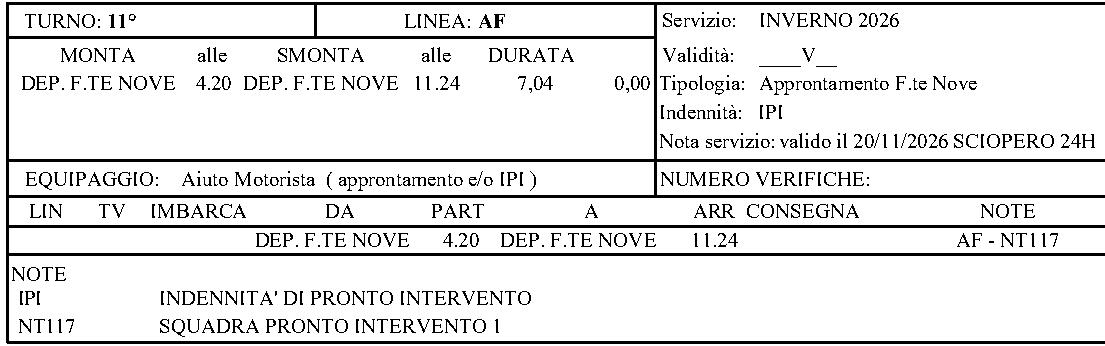 TURNO: 11° LINEA: AF Servizio: INVERNO 2026
MONTA alle SMONTA alle DURATA Validità: ____V__
DEP. F.TE NOVE 4.20 DEP. F.TE NOVE 11.24 7,04 0,00 Tipologia: Approntamento F.te Nove
Indennità: IPI
Nota servizio: valido il 20/11/2026 SCIOPERO 24H
EQUIPAGGIO: Aiuto Motorista ( approntamento e/o IPI ) NUMERO VERIFICHE:
LIN TV IMBARCA DA PART A ARR CONSEGNA NOTE
DEP. F.TE NOVE 4.20 DEP. F.TE NOVE 11.24 AF - NT117
NOTE
IPI INDENNITA' DI PRONTO INTERVENTO
NT117 SQUADRA PRONTO INTERVENTO 1